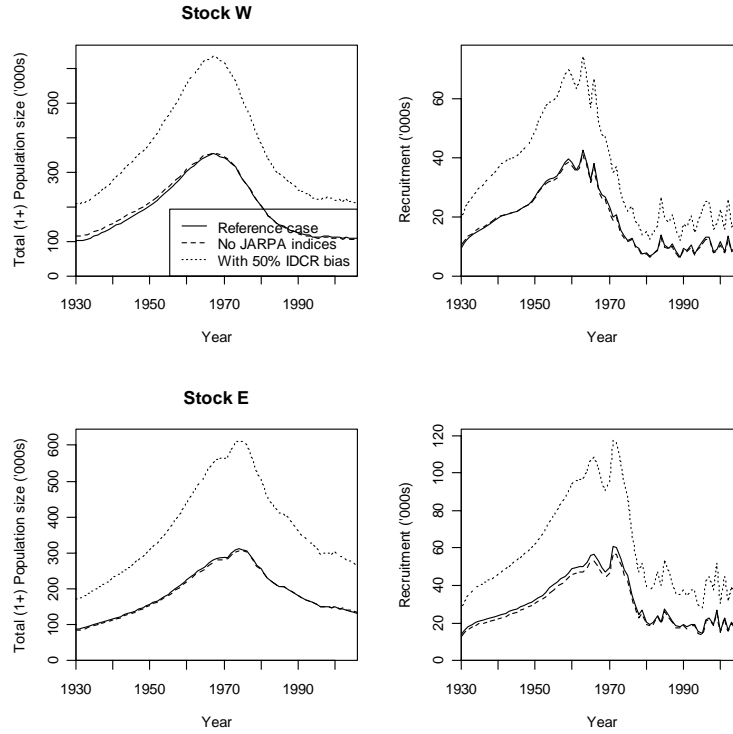 Stock W
Total (1+) Population size ('000s)
100 300 500
1930 1950 1970 1990
Year
Reference case
No JARPA indices
With 50% IDCR bias
Recruitment ('000s)
0 20 40 60
1930 1950 1970 1990
Year
Stock E
Total (1+) Population size ('000s)
0 100 200 300 400 500 600
1930 1950 1970 1990
Year
Recruitment ('000s)
0 20 40 60 80 100 120
1930 1950 1970 1990
Year